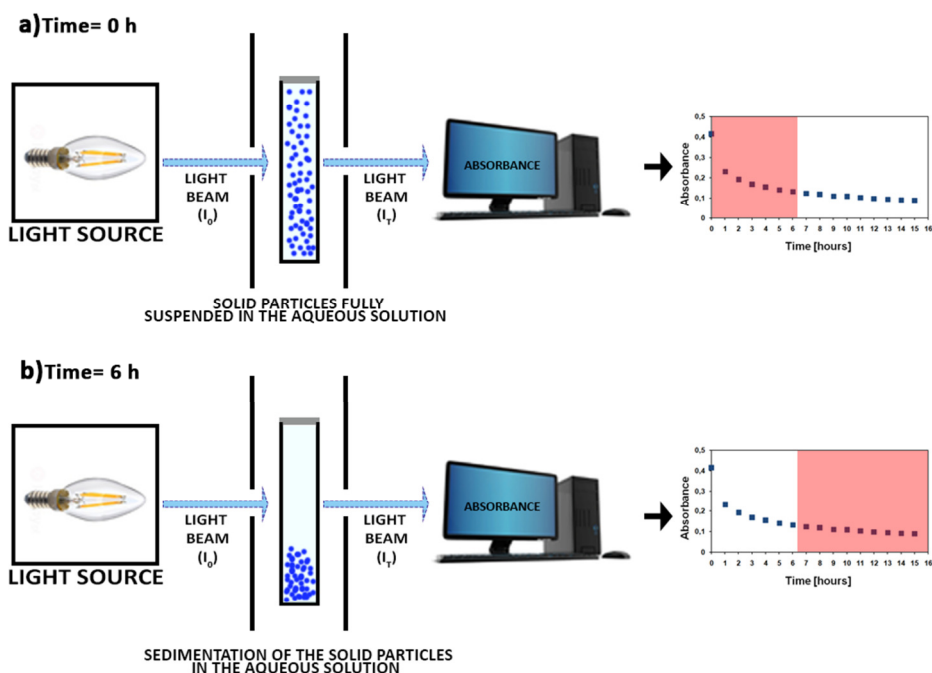 a)Time= 0 h
LIGHT SOURCE
LIGHT
BEAM
(I0)
SOLID PARTICLES FULLY
SUSPENDED IN THE AQUEOUS SOLUTION
LIGHT
BEAM
(IT)
ABSORBANCE
Absorbance
0,5
0,4
0,3
0,2
0,1
0
0 1 2 3 4 5 6 7 8 9 10 11 12 13 14 15 16
Time [hours]
b)Time= 6 h
LIGHT SOURCE
LIGHT
BEAM
(I0)
SEDIMENTATION OF THE SOLID PARTICLES
IN THE AQUEOUS SOLUTION
LIGHT
BEAM
(IT)
ABSORBANCE
Absorbance
0,5
0,4
0,3
0,2
0,1
0
0 1 2 3 4 5 6 7 8 9 10 11 12 13 14 15 16
Time [hours]